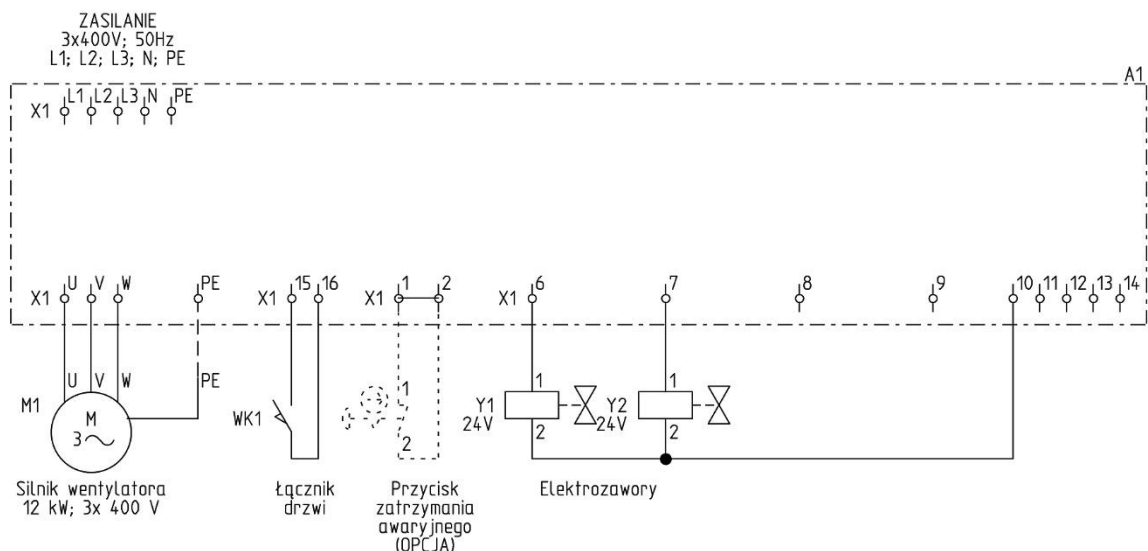 ZASILANIE
3x400V; 50Hz
L1; L2; L3; N; PE
A1
X1 L1 L2 L3 N PE
X1 U V W PE X1 15 16 X1 1 2 X1 6 7 8 9 10 11 12 13 14
U V W PE
M1 M 3
WK1
1
2
Y1
24V
1
2
Y2
24V
1
2
Silnik wentylatora
12 kW; 3x 400 V
Łącznik
drzwi
Przycisk
zatrzymania
awaryjnego
(OPCJA)
Elektrozawory